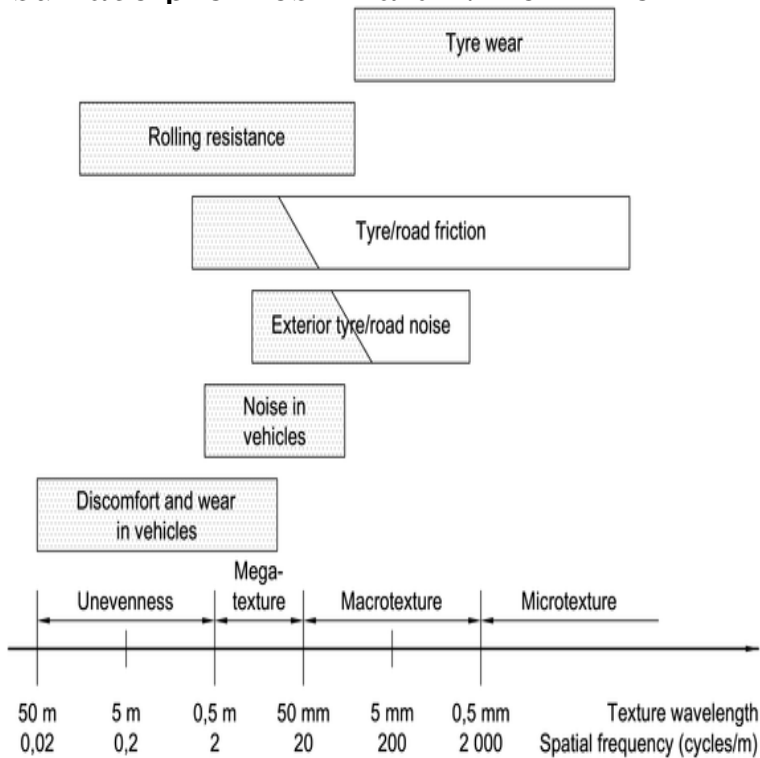 Tyre wear
Rolling resistance
Tyre/road friction
Exterior tyre/road noise
Noise in
vehicles
Discomfort and wear
in vehicles
Mega-
Unevenness texture Macrotexture Microtexture
50 m 5 m 0,5 m 50 mm 5 mm 0,5 mm Texture wavelength
0,02 0,2 2 20 200 2 000 Spatial frequency (cycles/m)